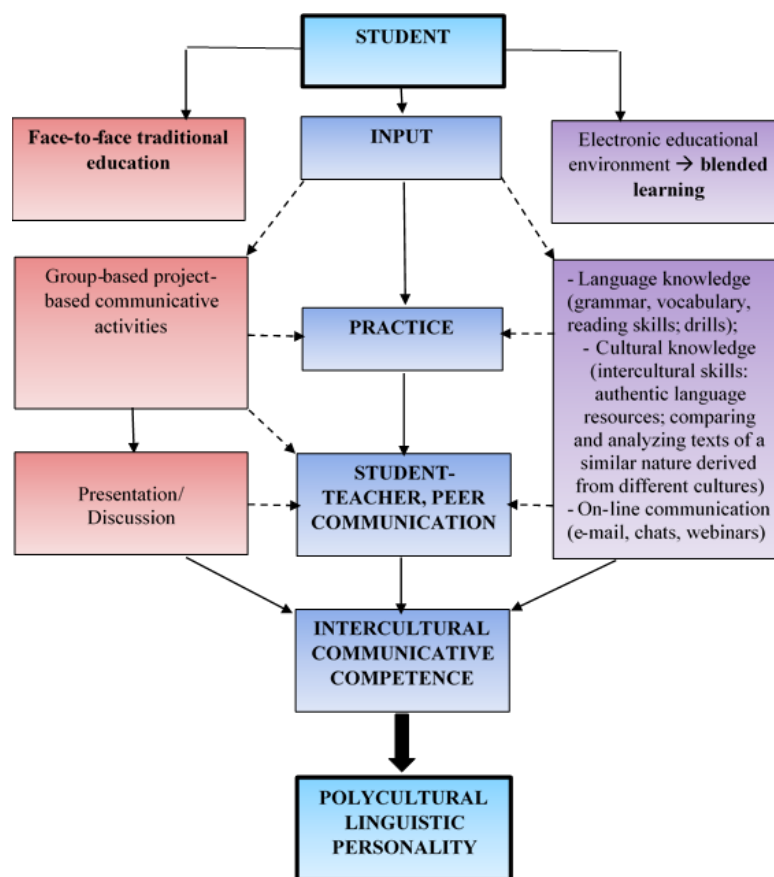 STUDENT
Face-to-face traditional
education
INPUT
Electronic educational
environment → blended
learning
Group-based project-
based communicative
activities
PRACTICE
- Language knowledge
(grammar, vocabulary,
reading skills; drills);
- Cultural knowledge
(intercultural skills:
authentic language
resources; comparing
and analyzing texts of a
similar nature derived
from different cultures)
- On-line communication
(e-mail, chats, webinars)
Presentation/
Discussion
STUDENT-
TEACHER, PEER
COMMUNICATION
INTERCULTURAL
COMMUNICATIVE
COMPETENCE
POLYCULTURAL
LINGUISTIC
PERSONALITY